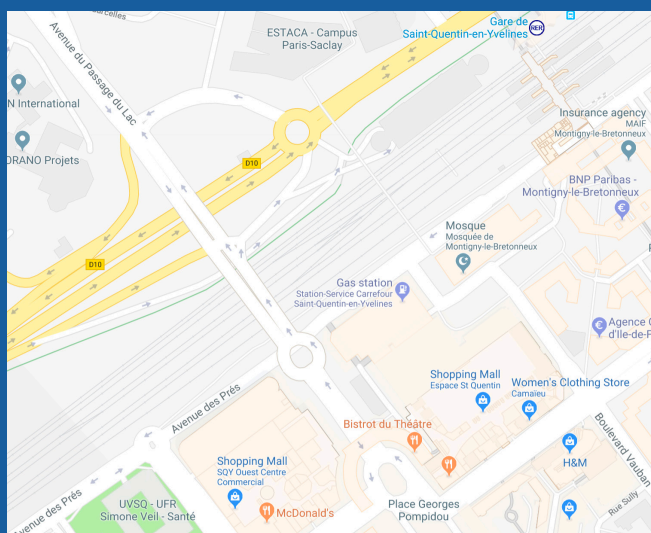 arcelles
Avenue du Passage du Lac
ESTACA - Campus
Paris-Saclay
Gare de
Saint-Quentin-en-Yvelines
RER
N International
ORANO Projets
Insurance agency
MAIF
Montigny-le-Bretonneux
D10
BNP Paribas -
Montigny-le-Bretonneux
Mosque
Mosquée de
Montigny-le-Bretonneux
D10
Gas station
Station-Service Carrefour
Saint-Quentin-en-Yvelines
Agence
d'Ile-de-F
Shopping Mall
Espace St Quentin
Women's Clothing Store
Camaïeu
Avenue des Prés
Bistrot du Théâtre
Boulevard Vauban
Shopping Mall
SQY Ouest Centre
Commercial
H&M
Avenue des Prés
UVSQ - UFR
Simone Veil - Santé
McDonald's
Place Georges
Pompidou
Rue Sully